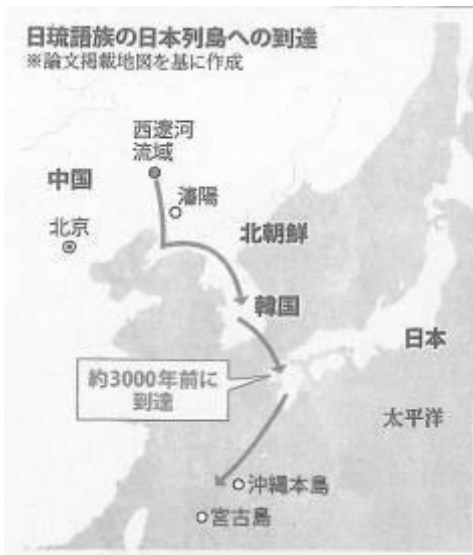 日琉語族の日本列島への到達
※論文掲載地図を基に作成
西遼河
流域
中国
瀋陽
北京
北朝鮮
韓国
日本
約3000年前に
到達
太平洋
沖縄本島
宮古島